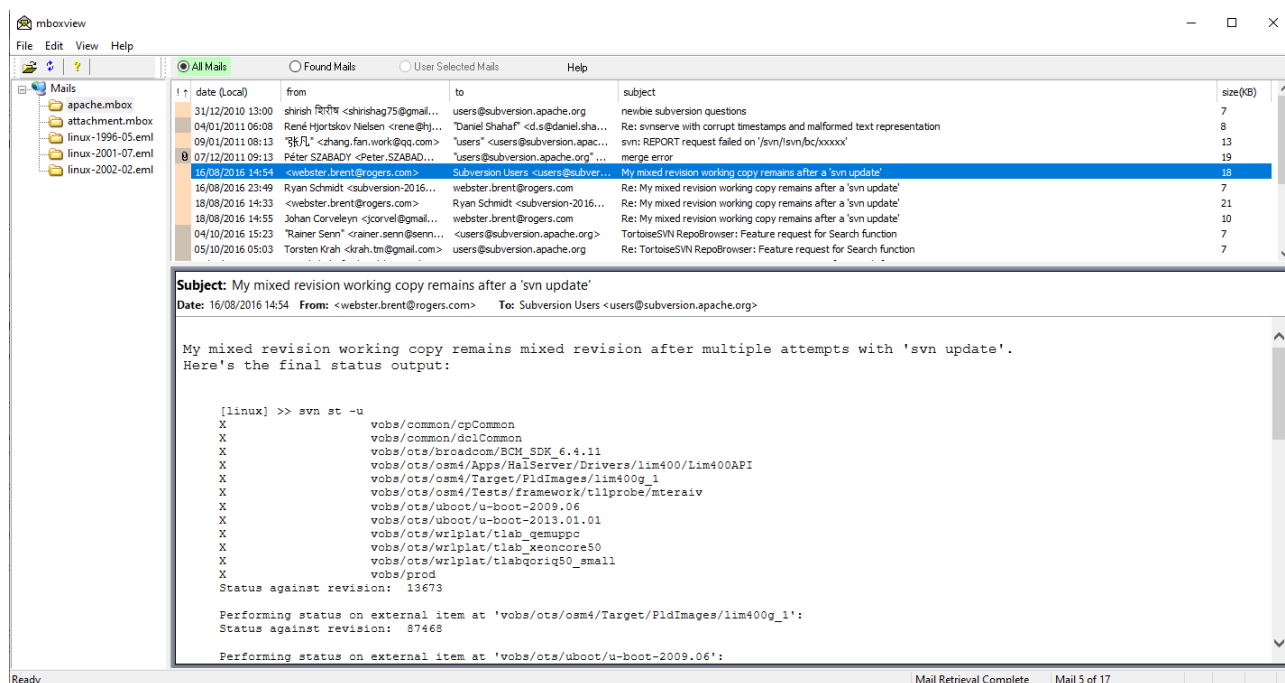 mboxview
File Edit View Help
All Mails Found Mails User Selected Mails Help
Mails
apache.mbox
attachment.mbox
linux-1996-05.eml
linux-2001-07.eml
linux-2002-02.eml
! ↑ date (Local) from to subject size(KB)
31/12/2010 13:00 shirish शिरीष <shirishag75@gmail... users@subversion.apache.org newbie subversion questions 7
04/01/2011 06:08 René Hjortskov Nielsen <rene@hj... "Daniel Shahaf" <d.s@daniel.sha... Re: svnserve with corrupt timestamps and malformed text representation 8
09/01/2011 08:13 "张凡" <zhang.fan.work@qq.com> "users" <users@subversion.apac... svn: REPORT request failed on '/svn/!svn/bc/xxxxx' 13
07/12/2011 09:13 Péter SZABADY <Peter.SZABAD... "users@subversion.apache.org" ... merge error 19
16/08/2016 14:54 <webster.brent@rogers.com> Subversion Users <users@subver... My mixed revision working copy remains after a 'svn update' 18
16/08/2016 23:49 Ryan Schmidt <subversion-2016... webster.brent@rogers.com Re: My mixed revision working copy remains after a 'svn update' 7
18/08/2016 14:33 <webster.brent@rogers.com> Ryan Schmidt <subversion-2016... Re: My mixed revision working copy remains after a 'svn update' 21
18/08/2016 14:55 Johan Corveleyn <jcorvel@gmail... webster.brent@rogers.com Re: My mixed revision working copy remains after a 'svn update' 10
04/10/2016 15:23 "Rainer Senn" <rainer.senn@senn... <users@subversion.apache.org> TortoiseSVN RepoBrowser: Feature request for Search function 7
05/10/2016 05:03 Torsten Krah <krah.tm@gmail.com> users@subversion.apache.org Re: TortoiseSVN RepoBrowser: Feature request for Search function 7
Subject: My mixed revision working copy remains after a 'svn update'
Date: 16/08/2016 14:54 From: <webster.brent@rogers.com> To: Subversion Users <users@subversion.apache.org>
My mixed revision working copy remains mixed revision after multiple attempts with 'svn update'.
Here's the final status output:
[linux] >> svn st -u
X vobs/common/cpCommon
X vobs/common/dclCommon
X vobs/ots/broadcom/BCM_SDK_6.4.11
X vobs/ots/osm4/Apps/HalServer/Drivers/lim400/Lim400API
X vobs/ots/osm4/Target/PldImages/lim400g_1
X vobs/ots/osm4/Tests/framework/tl1probe/mteraiv
X vobs/ots/uboot/u-boot-2009.06
X vobs/ots/uboot/u-boot-2013.01.01
X vobs/ots/wrlplat/tlab_qemuppc
X vobs/ots/wrlplat/tlab_xeoncore50
X vobs/ots/wrlplat/tlabqoriq50_small
X vobs/prod
Status against revision: 13673
Performing status on external item at 'vobs/ots/osm4/Target/PldImages/lim400g_1':
Status against revision: 87468
Performing status on external item at 'vobs/ots/uboot/u-boot-2009.06':
Ready Mail Retrieval Complete Mail 5 of 17